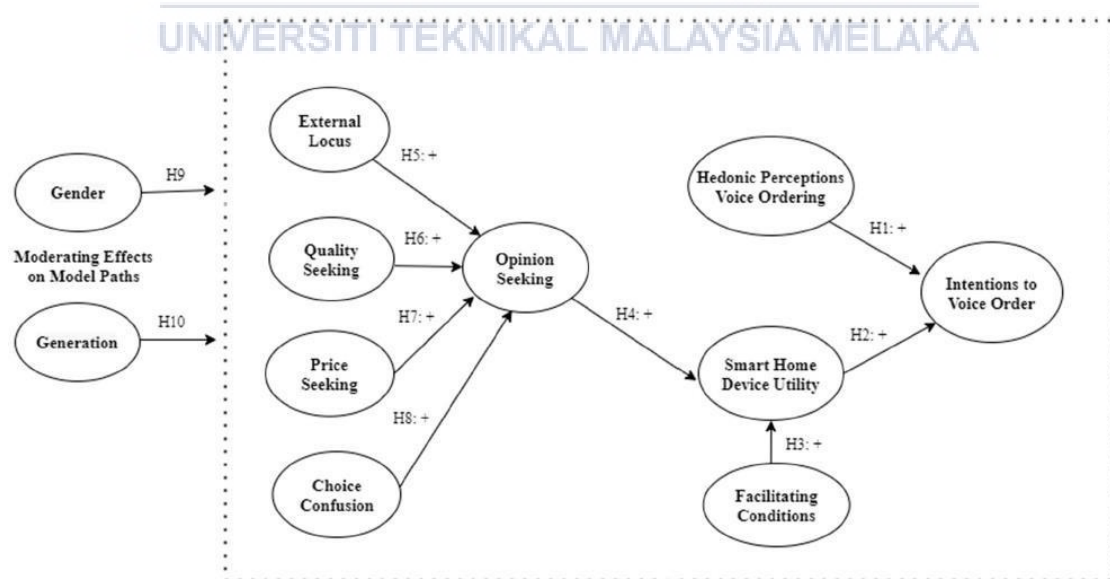 UNIVERSITI TEKNIKAL MALAYSIA MELAKA
External
Locus
H5: +
Gender
H9
Hedonic Perceptions
Voice Ordering
H1: +
Quality
Seeking
H6: +
Opinion
Seeking
Moderating Effects
on Model Paths
Intentions to
Voice Order
Generation
H10
H7: +
H4: +
H2: +
Price
Seeking
Smart Home
Device Utility
H8: +
H3: +
Choice
Confusion
Facilitating
Conditions